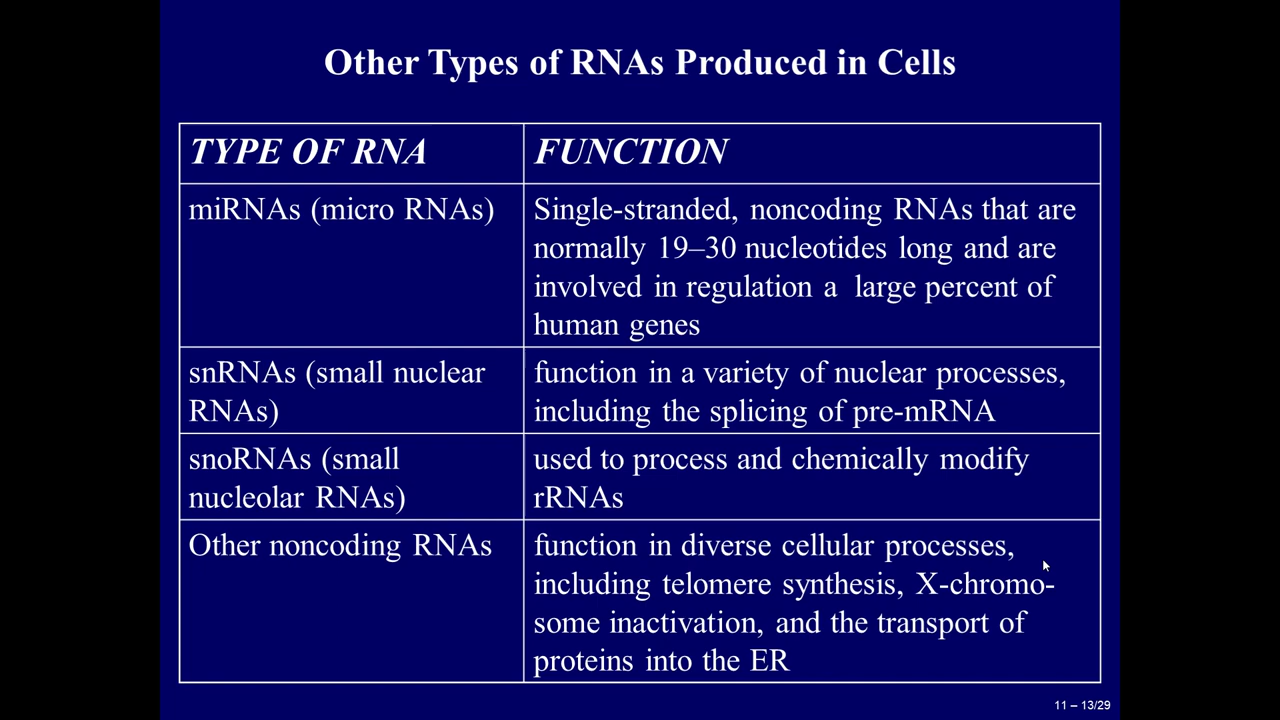 Other Types of RNAs Produced in Cells
TYPE OF RNA
FUNCTION
miRNAs (micro RNAs)
Single-stranded, noncoding RNAs that are
normally 19–30 nucleotides long and are
involved in regulation a  large percent of
human genes
snRNAs (small nuclear
RNAs)
function in a variety of nuclear processes,
including the splicing of pre-mRNA
snoRNAs (small
nucleolar RNAs)
used to process and chemically modify
rRNAs
Other noncoding RNAs
function in diverse cellular processes,
including telomere synthesis, X-chromo-
some inactivation, and the transport of
proteins into the ER
11 – 13/29